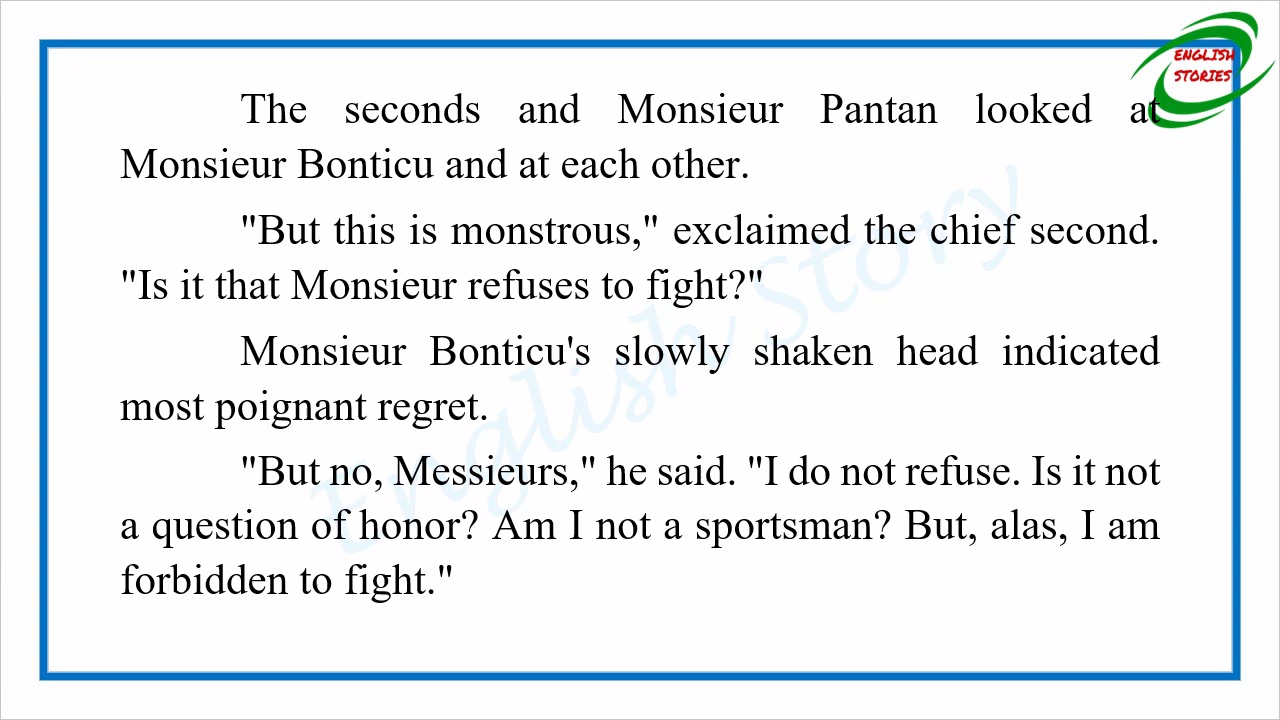 ENGLISH
STORIES
The seconds and Monsieur Pantan looked at
Monsieur Bonticu and at each other.
"But this is monstrous," exclaimed the chief second.
"Is it that Monsieur refuses to fight?"
Monsieur Bonticu's slowly shaken head indicated
most poignant regret.
"But no, Messieurs," he said. "I do not refuse. Is it not
a question of honor? Am I not a sportsman? But, alas, I am
forbidden to fight."
English Story